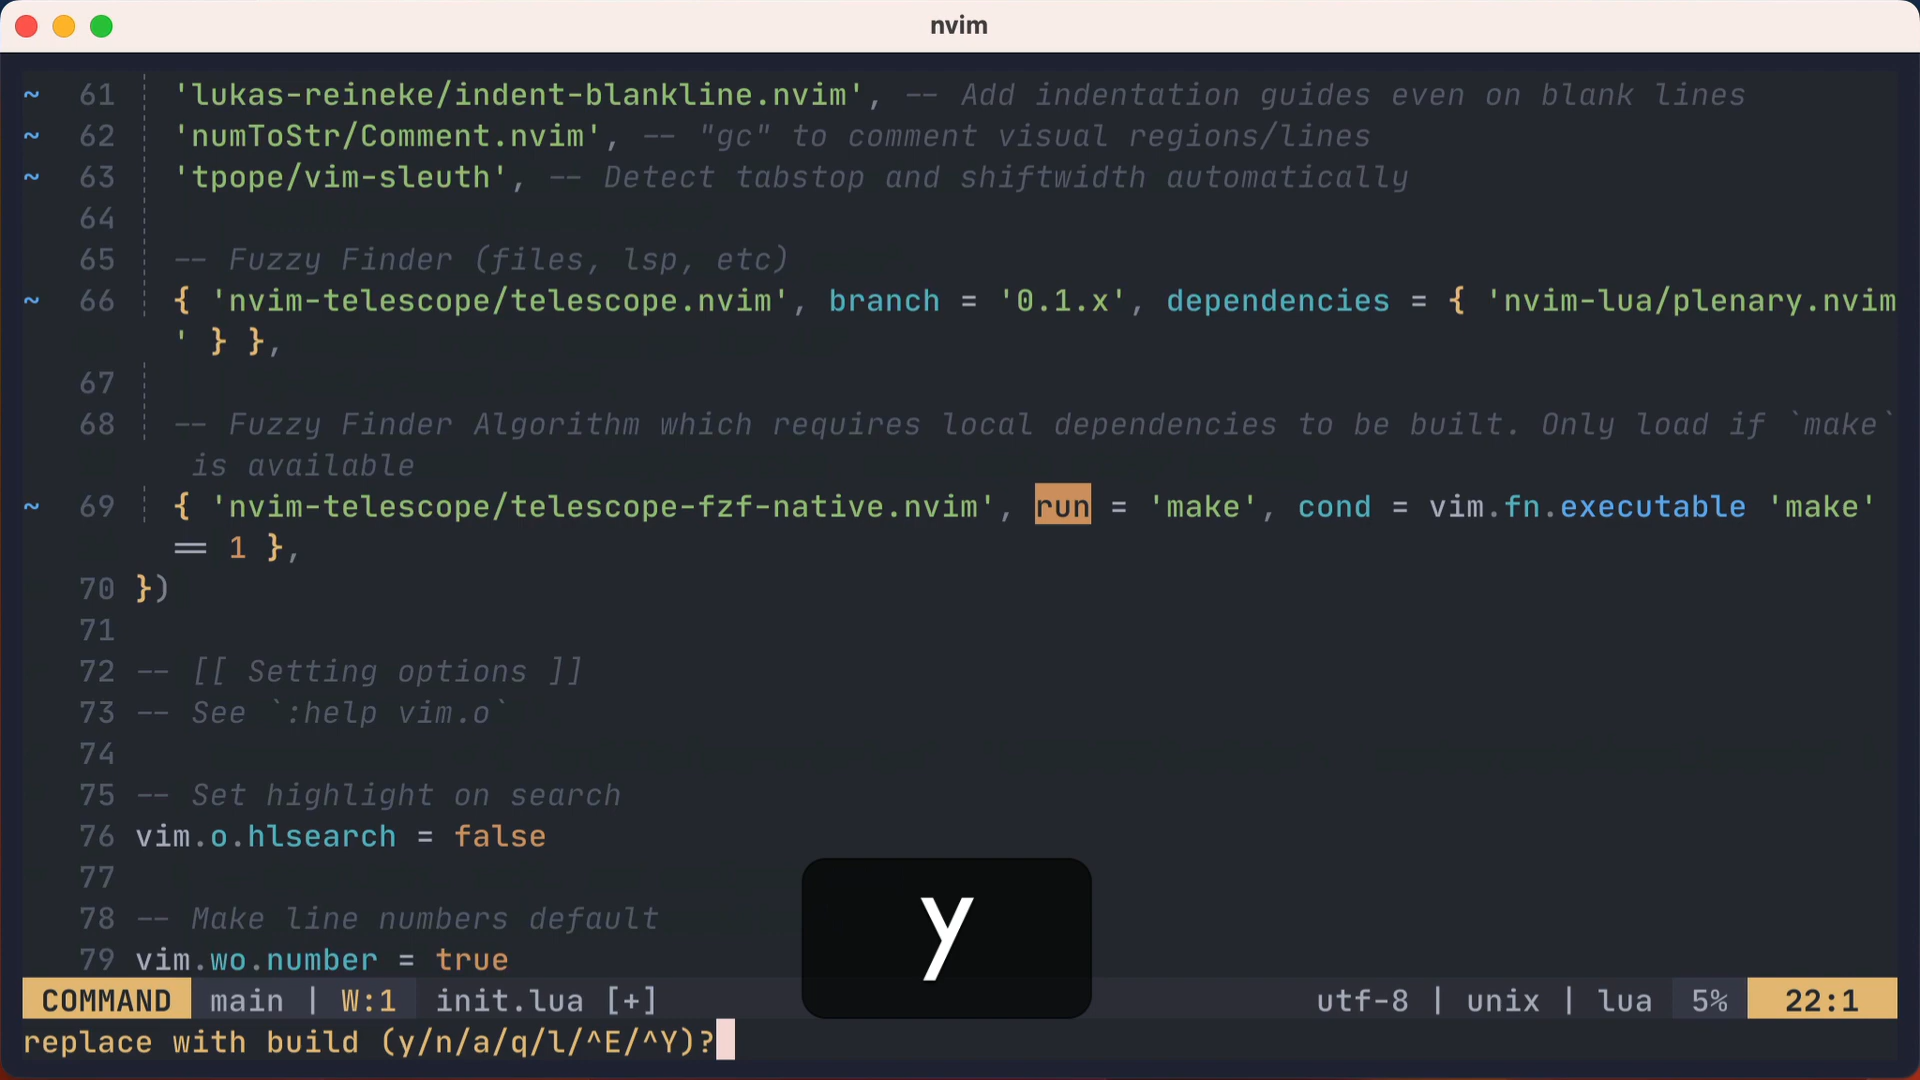 nvim
~ 61 'lukas-reineke/indent-blankline.nvim', -- Add indentation guides even on blank lines
~ 62 'numToStr/Comment.nvim', -- "gc" to comment visual regions/lines
~ 63 'tpope/vim-sleuth', -- Detect tabstop and shiftwidth automatically
64
65 -- Fuzzy Finder (files, lsp, etc)
~ 66 { 'nvim-telescope/telescope.nvim', branch = '0.1.x', dependencies = { 'nvim-lua/plenary.nvim
' } },
67
68 -- Fuzzy Finder Algorithm which requires local dependencies to be built. Only load if `make`
is available
~ 69 { 'nvim-telescope/telescope-fzf-native.nvim', run = 'make', cond = vim.fn.executable 'make'
== 1 },
70 })
71
72 -- [[ Setting options ]]
73 -- See `:help vim.o`
74
75 -- Set highlight on search
76 vim.o.hlsearch = false
77
78 -- Make line numbers default
79 vim.wo.number = true
y
COMMAND main | W:1 init.lua [+] utf-8 | unix | lua 5% 22:1
replace with build (y/n/a/q/l/^E/^Y)?